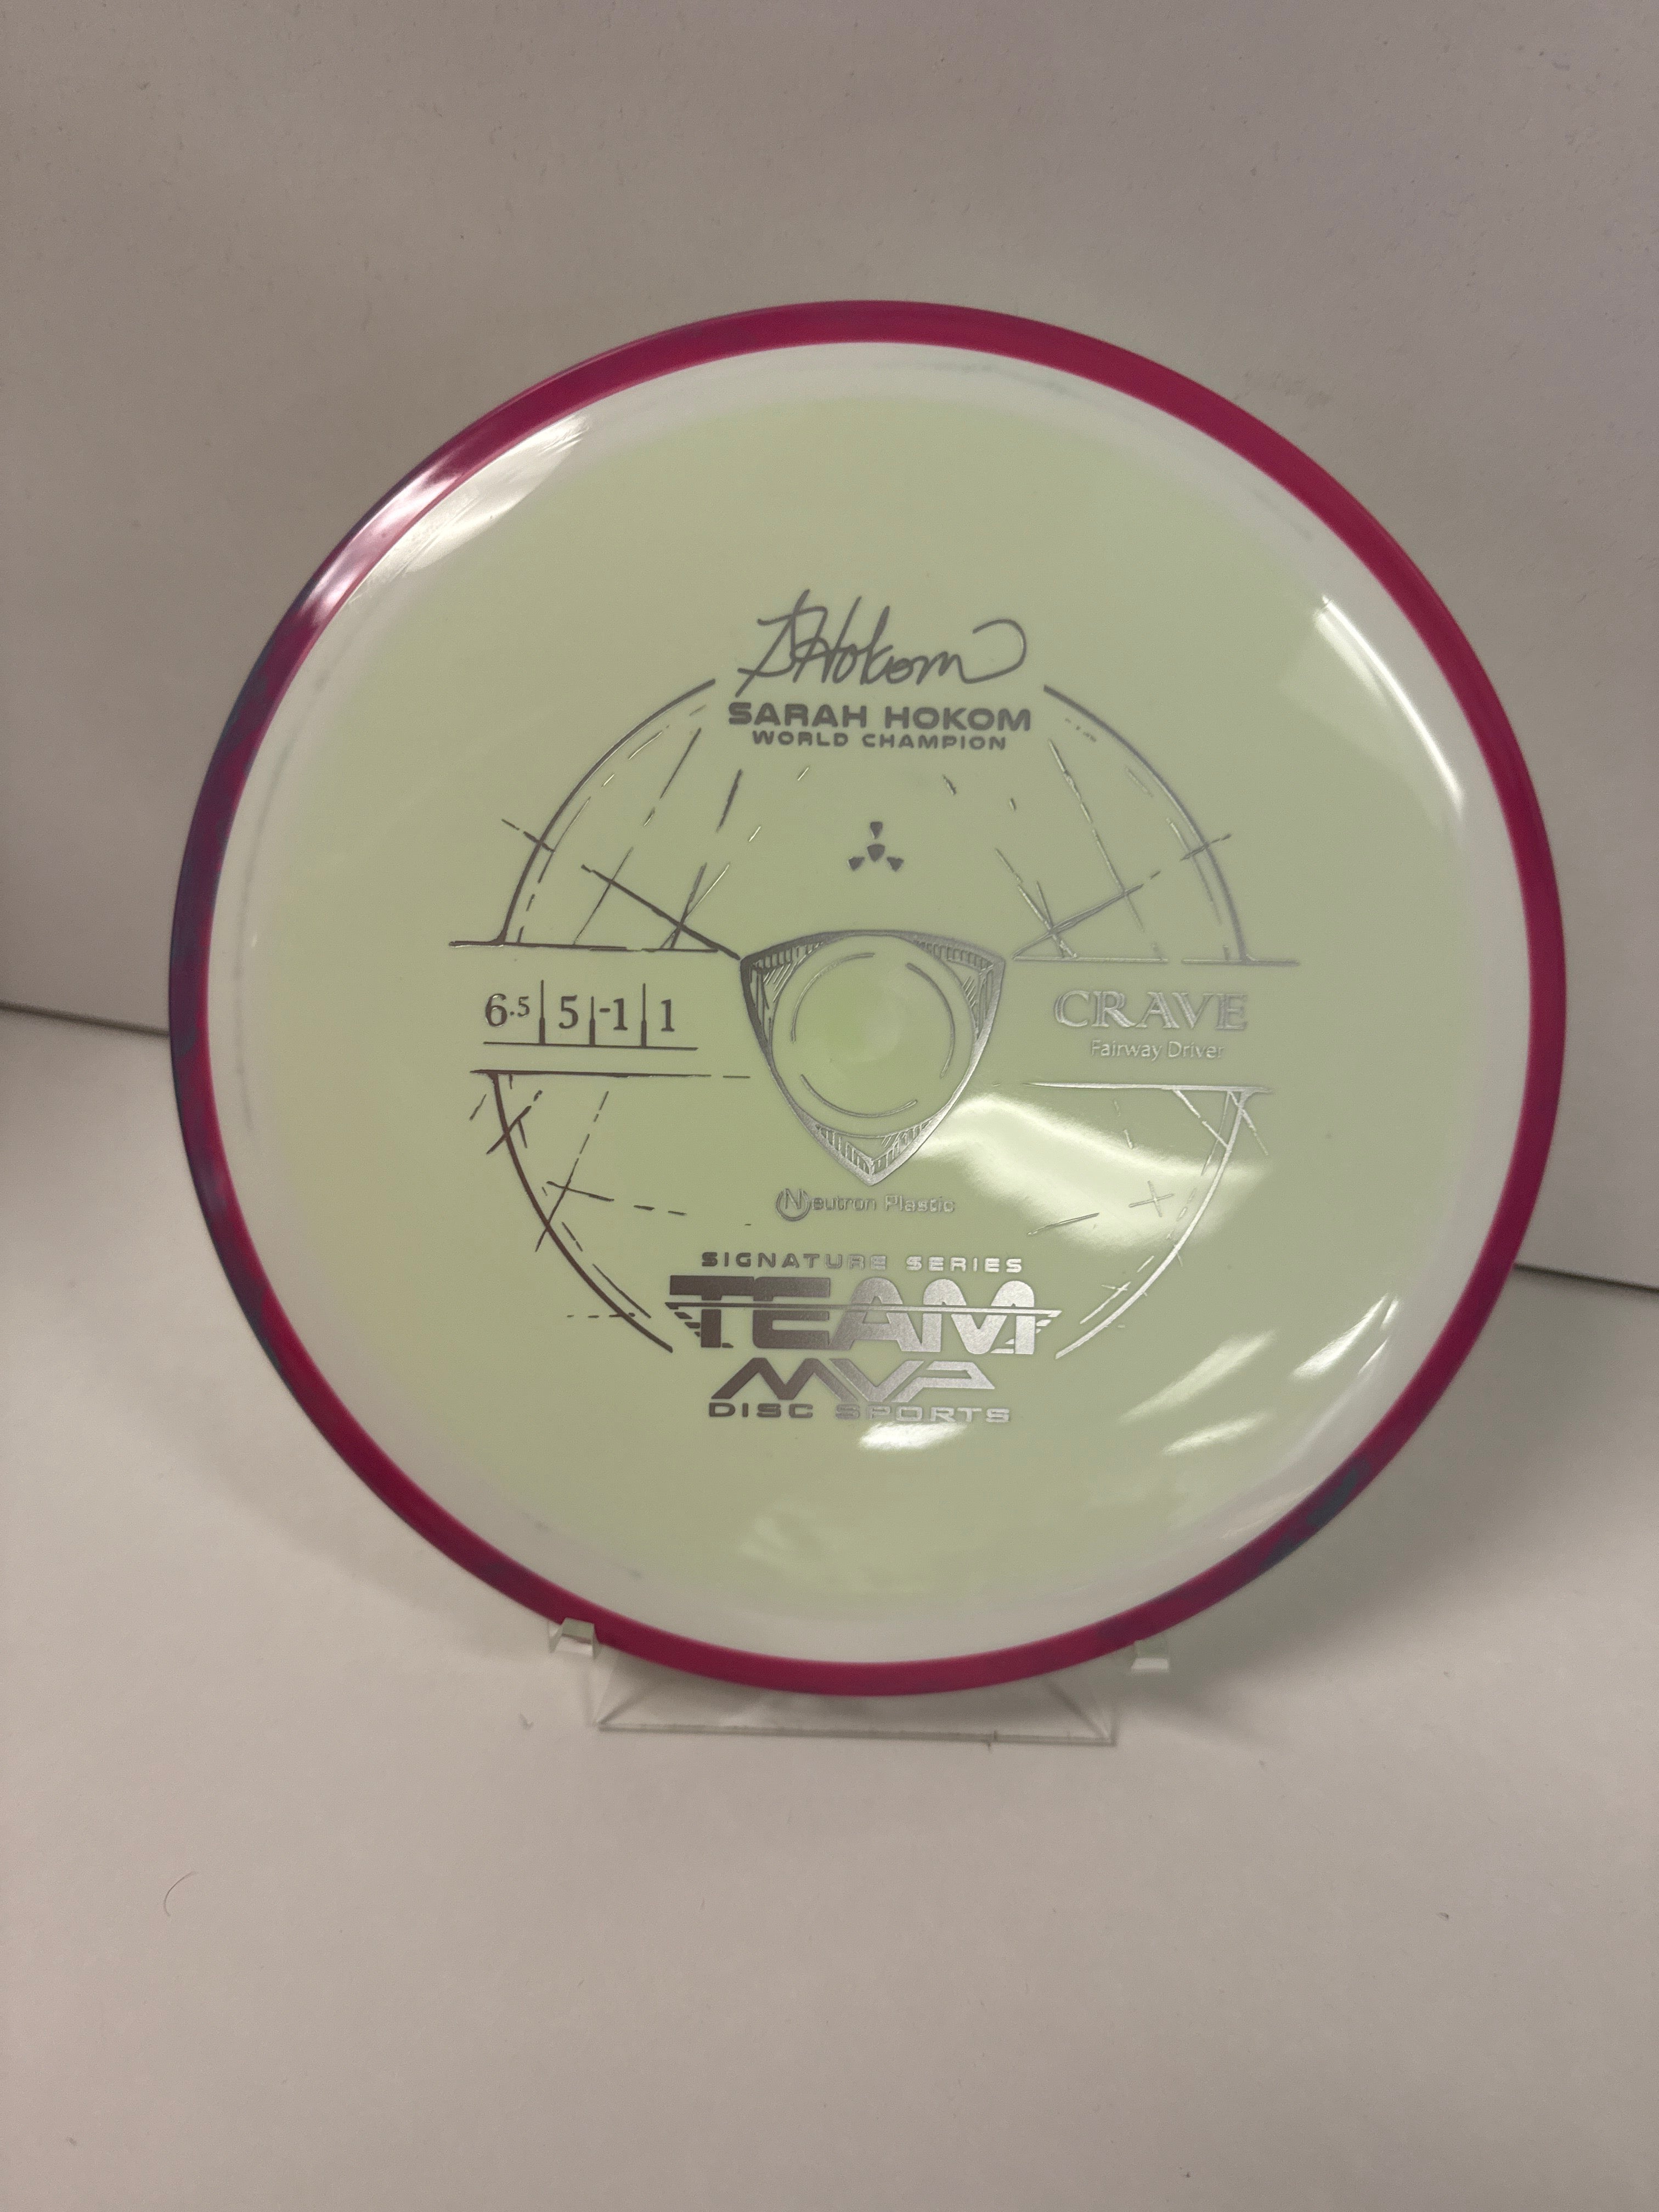 SHokom
SARAH HOKOM
WORLD CHAMPION
6.5 | 5 | -1 | 1
CRAVE
Fairway Driver
Neutron Plastic
SIGNATURE SERIES
TEAM
MVP
DISC SPORTS